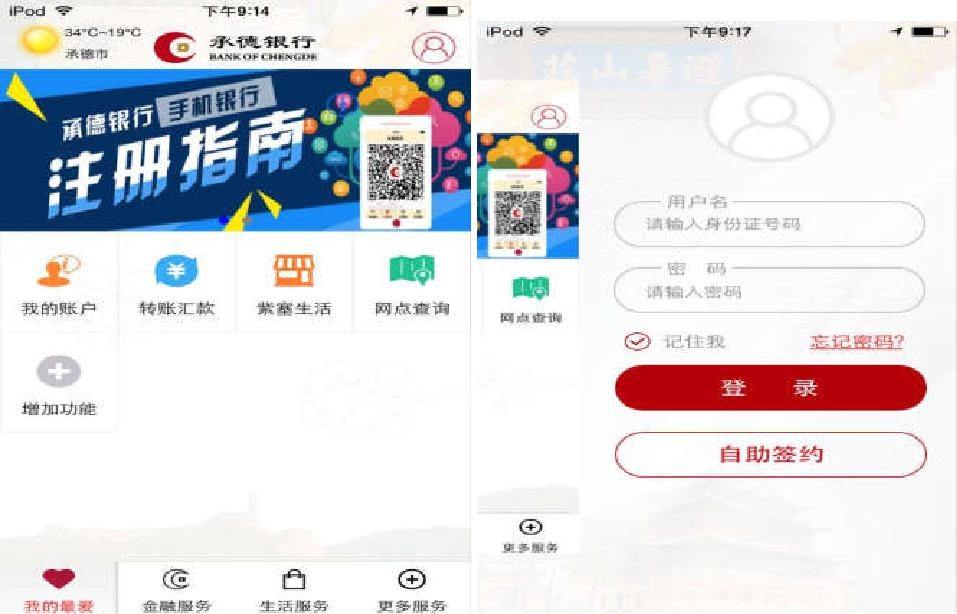 iPod 下午9:14
34°C~19°C
承德市
承德银行
BANK OF CHENGDE
承德银行手机银行
注册指南
我的账户 转账汇款 紫塞生活 网点查询
增加功能
我的最爱 金融服务 生活服务 更多服务
iPod 下午9:17
网点查询
更多服务
用户名
请输入身份证号码
密 码
请输入密码
记住我 忘记密码?
登 录
自助签约